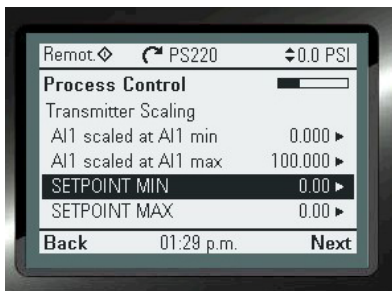 Remot. PS220 0.0 PSI
Process Control
Transmitter Scaling
AI1 scaled at AI1 min 0.000
AI1 scaled at AI1 max 100.000
SETPOINT MIN 0.00
SETPOINT MAX 0.00
Back 01:29 p.m. Next